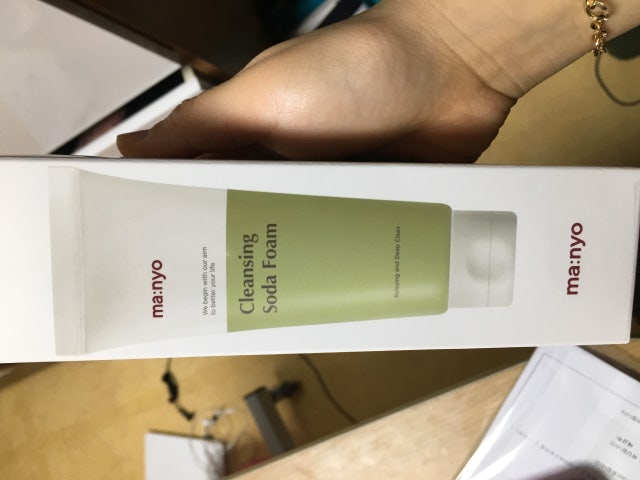 ma:nyo
We begin with our aim
to better your life
Cleansing
Soda Foam
Relaxing and Deep Clean
ma:nyo